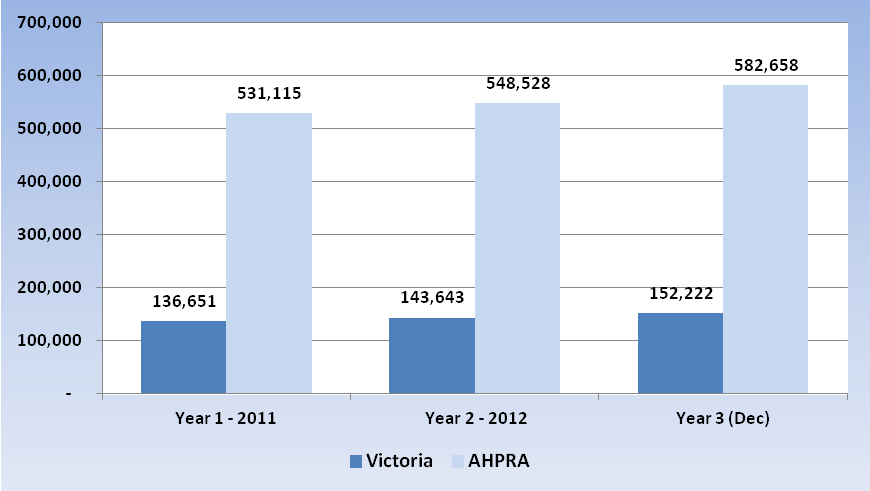 700,000
600,000
500,000
400,000
300,000
200,000
100,000
-
531,115
548,528
582,658
136,651
143,643
152,222
Year 1 - 2011
Year 2 - 2012
Year 3 (Dec)
Victoria
AHPRA